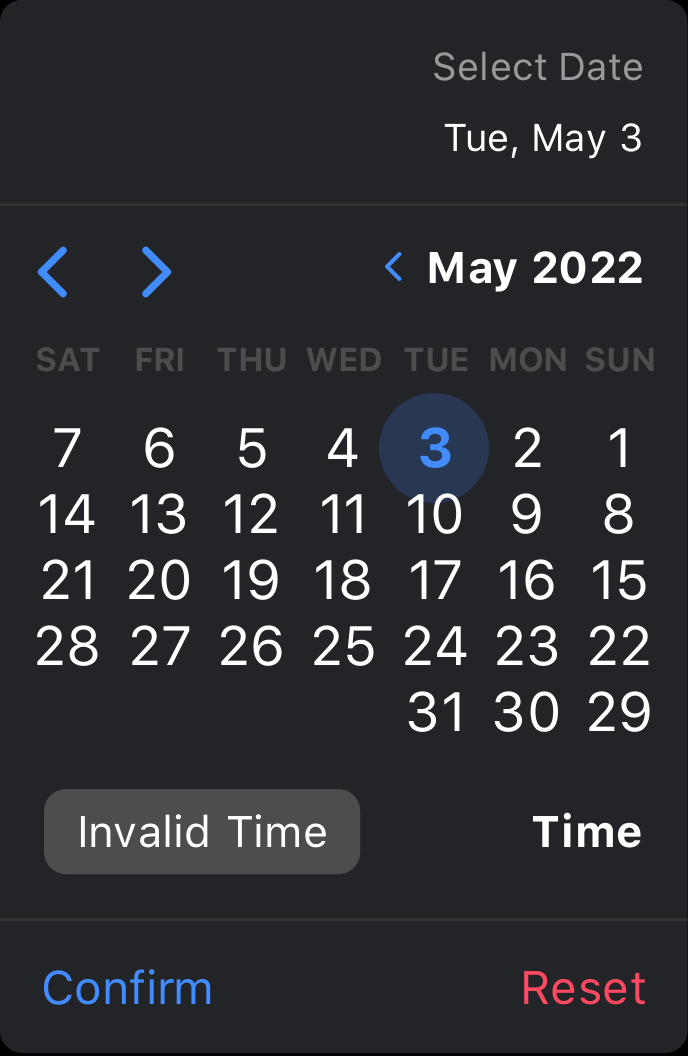 Select Date
Tue, May 3
May 2022
SAT FRI THU WED TUE MON SUN
7 6 5 4 3 2 1
14 13 12 11 10 9 8
21 20 19 18 17 16 15
28 27 26 25 24 23 22
31 30 29
Invalid Time Time
Confirm Reset